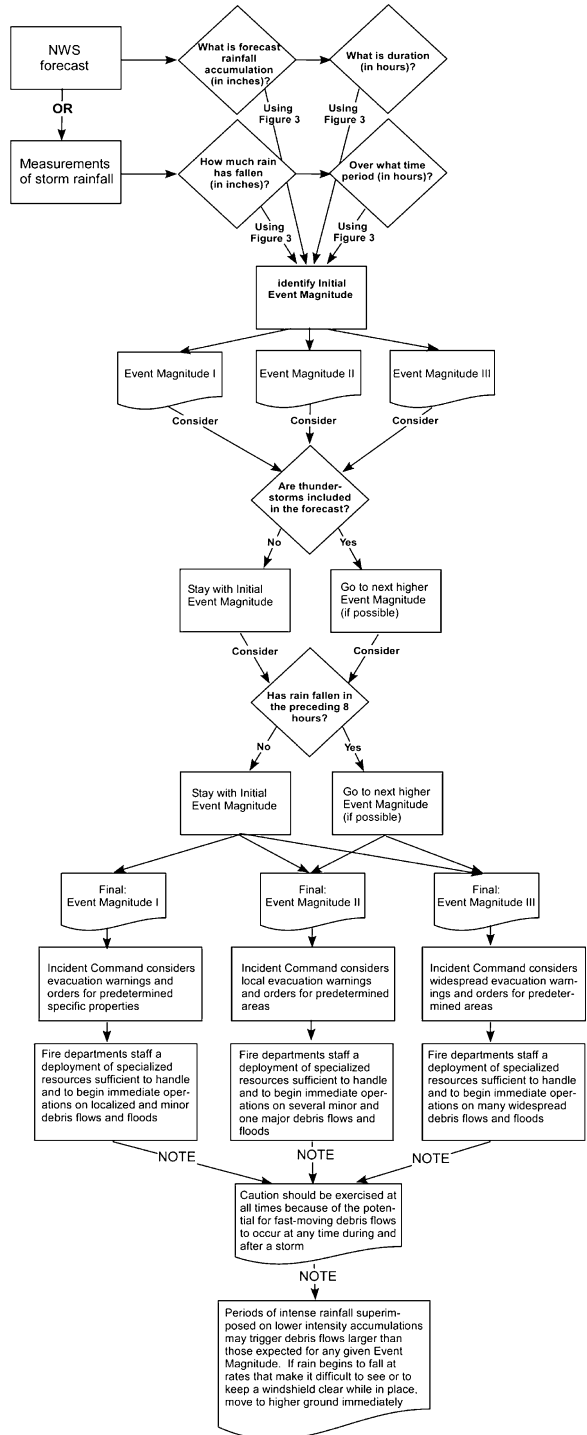 NWS
forecast
What is forecast
rainfall
accumulation
(in inches)?
What is duration
(in hours)?
OR
Using
Figure 3
Using
Figure 3
Measurements
of storm rainfall
How much rain
has fallen
(in inches)?
Over what time
period (in hours)?
Using
Figure 3
Using
Figure 3
identify Initial
Event Magnitude
Event Magnitude I
Event Magnitude II
Event Magnitude III
Consider
Consider
Consider
Are thunder-
storms included
in the forecast?
No
Yes
Stay with Initial
Event Magnitude
Go to next higher
Event Magnitude
(if possible)
Consider
Consider
Has rain fallen in
the preceding 8
hours?
No
Yes
Stay with Initial
Event Magnitude
Go to next higher
Event Magnitude
(if possible)
Final:
Event Magnitude I
Final:
Event Magnitude II
Final:
Event Magnitude III
Incident Command considers
evacuation warnings and
orders for predetermined
specific properties
Incident Command considers
local evacuation warnings
and orders for predetermined
areas
Incident Command considers
widespread evacuation warn-
ings and orders for predeter-
mined areas
Fire departments staff a
deployment of specialized
resources sufficient to handle
and to begin immediate oper-
ations on localized and minor
debris flows and floods
Fire departments staff a
deployment of specialized
resources sufficient to handle
and to begin immediate oper-
ations on several minor and
one major debris flows and
floods
Fire departments staff a
deployment of specialized
resources sufficient to handle
and to begin immediate oper-
ations on many widespread
debris flows and floods
NOTE
NOTE
NOTE
Caution should be exercised at
all times because of the poten-
tial for fast-moving debris flows
to occur at any time during and
after a storm
NOTE
Periods of intense rainfall superim-
posed on lower intensity accumulations
may trigger debris flows larger than
those expected for any given Event
Magnitude. If rain begins to fall at
rates that make it difficult to see or to
keep a windshield clear while in place,
move to higher ground immediately